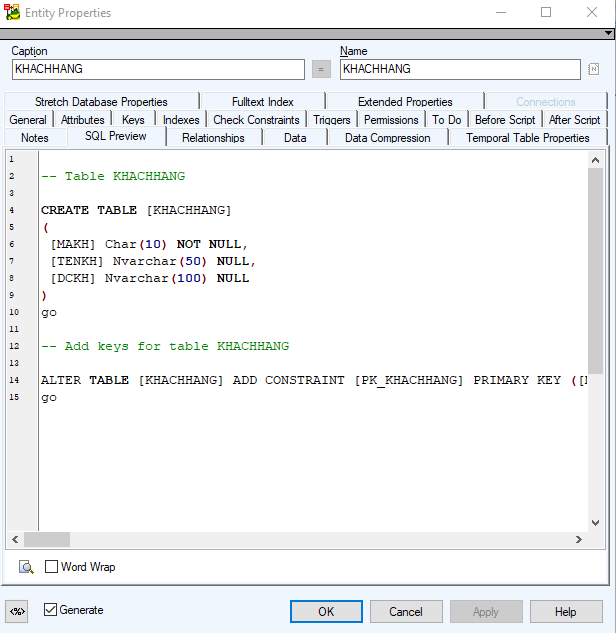 Entity Properties
Caption
Name
KHACHHANG
=
KHACHHANG
Stretch Database Properties
Fulltext Index
Extended Properties
Connections
General
Attributes
Keys
Indexes
Check Constraints
Triggers
Permissions
To Do
Before Script
After Script
Notes
SQL Preview
Relationships
Data
Data Compression
Temporal Table Properties
1
2 -- Table KHACHHANG
3
4 CREATE TABLE [KHACHHANG]
5 (
6 [MAKH] Char(10) NOT NULL,
7 [TENKH] Nvarchar(50) NULL,
8 [DCKH] Nvarchar(100) NULL
9 )
10 go
11
12 -- Add keys for table KHACHHANG
13
14 ALTER TABLE [KHACHHANG] ADD CONSTRAINT [PK_KHACHHANG] PRIMARY KEY ([
15 go
Word Wrap
<%>
Generate
OK
Cancel
Apply
Help